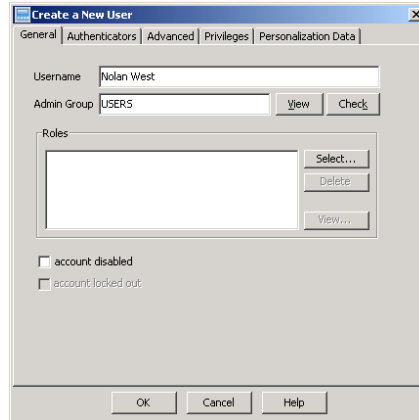 Create a New User
General Authenticators Advanced Privileges Personalization Data
Username Nolan West
Admin Group USERS View Check
Roles
Select...
Delete
View...
account disabled
account locked out
OK Cancel Help